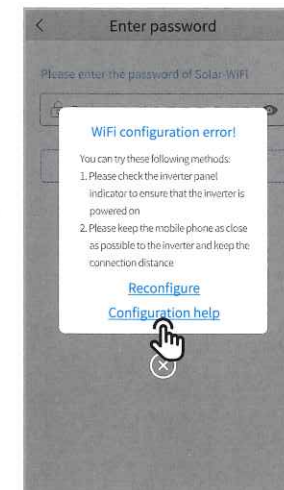 Enter password
Please enter the password of Solar-WiFi
WiFi configuration error!
You can try these following methods:
1. Please check the inverter panel
indicator to ensure that the inverter is
powered on
2. Please keep the mobile phone as close
as possible to the inverter and keep the
connection distance
Reconfigure
Configuration help